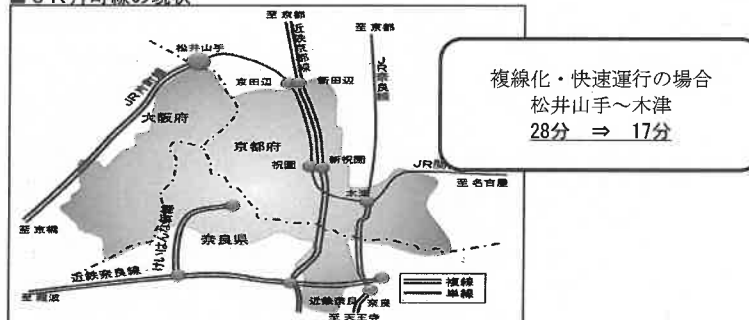 ■JR片町線の現状
至京都
近鉄京都線
至京都
JR奈良線
松井山手
京田辺
新田辺
JR片町線
大阪府
京都府
祝園
新祝園
木津
至名古屋
至京橋
けいはんな新線
奈良県
近鉄奈良線
至難波
近鉄奈良
奈良
至天王寺
複線
単線
複線化・快速運行の場合
松井山手～木津
28分 ⇒ 17分